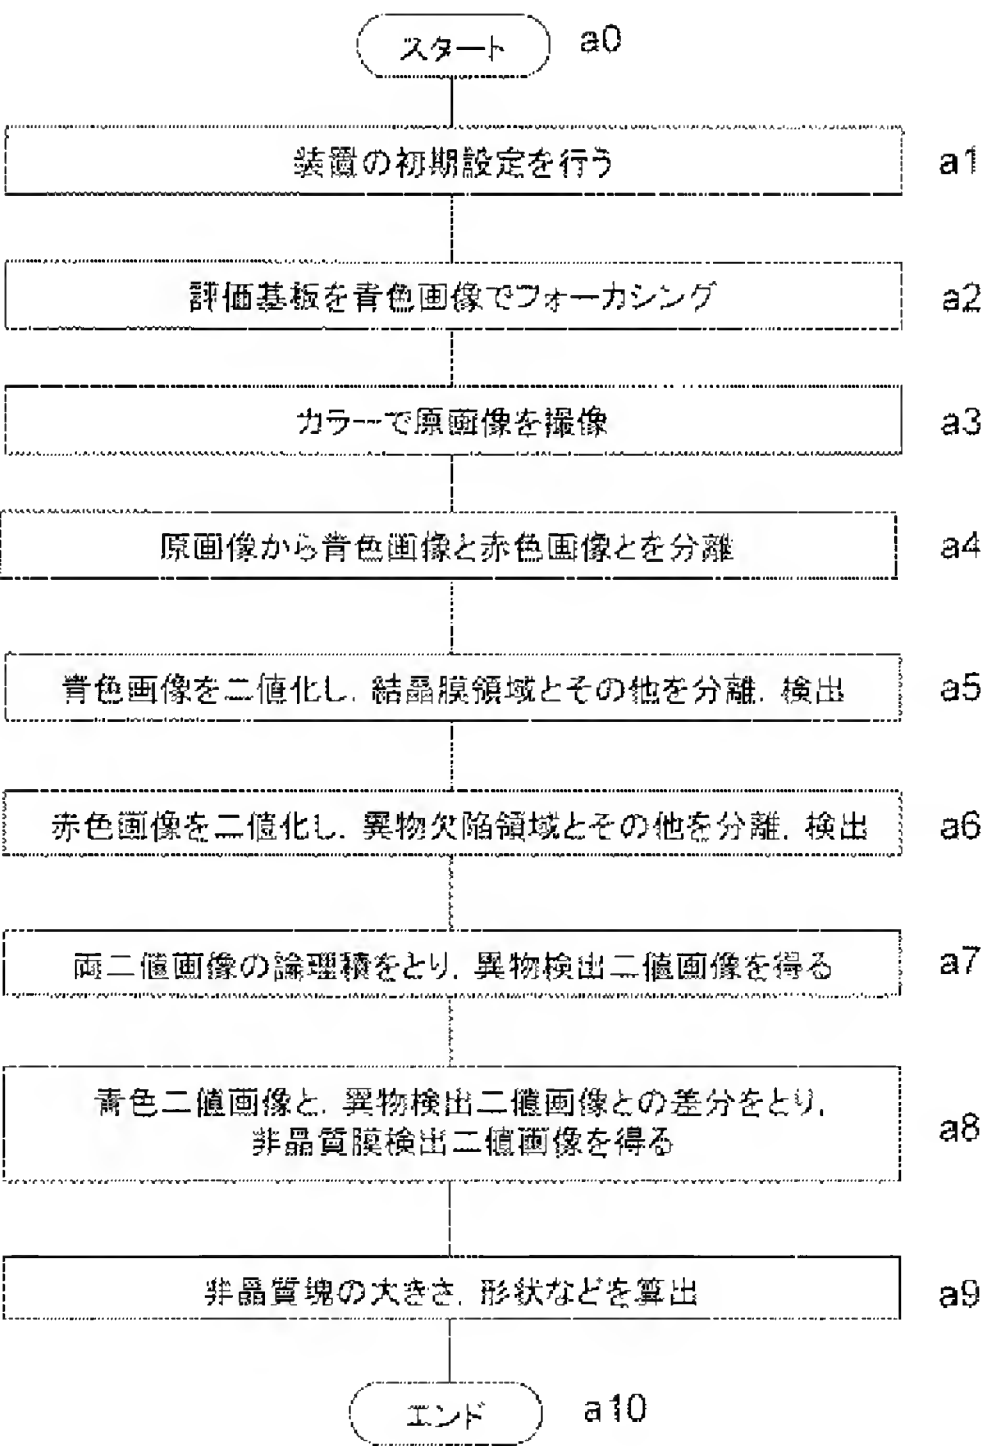 スタート a0
装置の初期設定を行う a1
評価基板を青色画像でフォーカシング a2
カラーで原画像を撮像 a3
原画像から青色画像と赤色画像とを分離 a4
青色画像を二値化し，結晶膜領域とその他を分離，検出 a5
赤色画像を二値化し，異物欠陥領域とその他を分離，検出 a6
両二値画像の論理積をとり，異物検出二値画像を得る a7
青色二値画像と，異物検出二値画像との差分をとり， a8
非晶質膜検出二値画像を得る
非晶質塊の大きさ，形状などを算出 a9
エンド a10